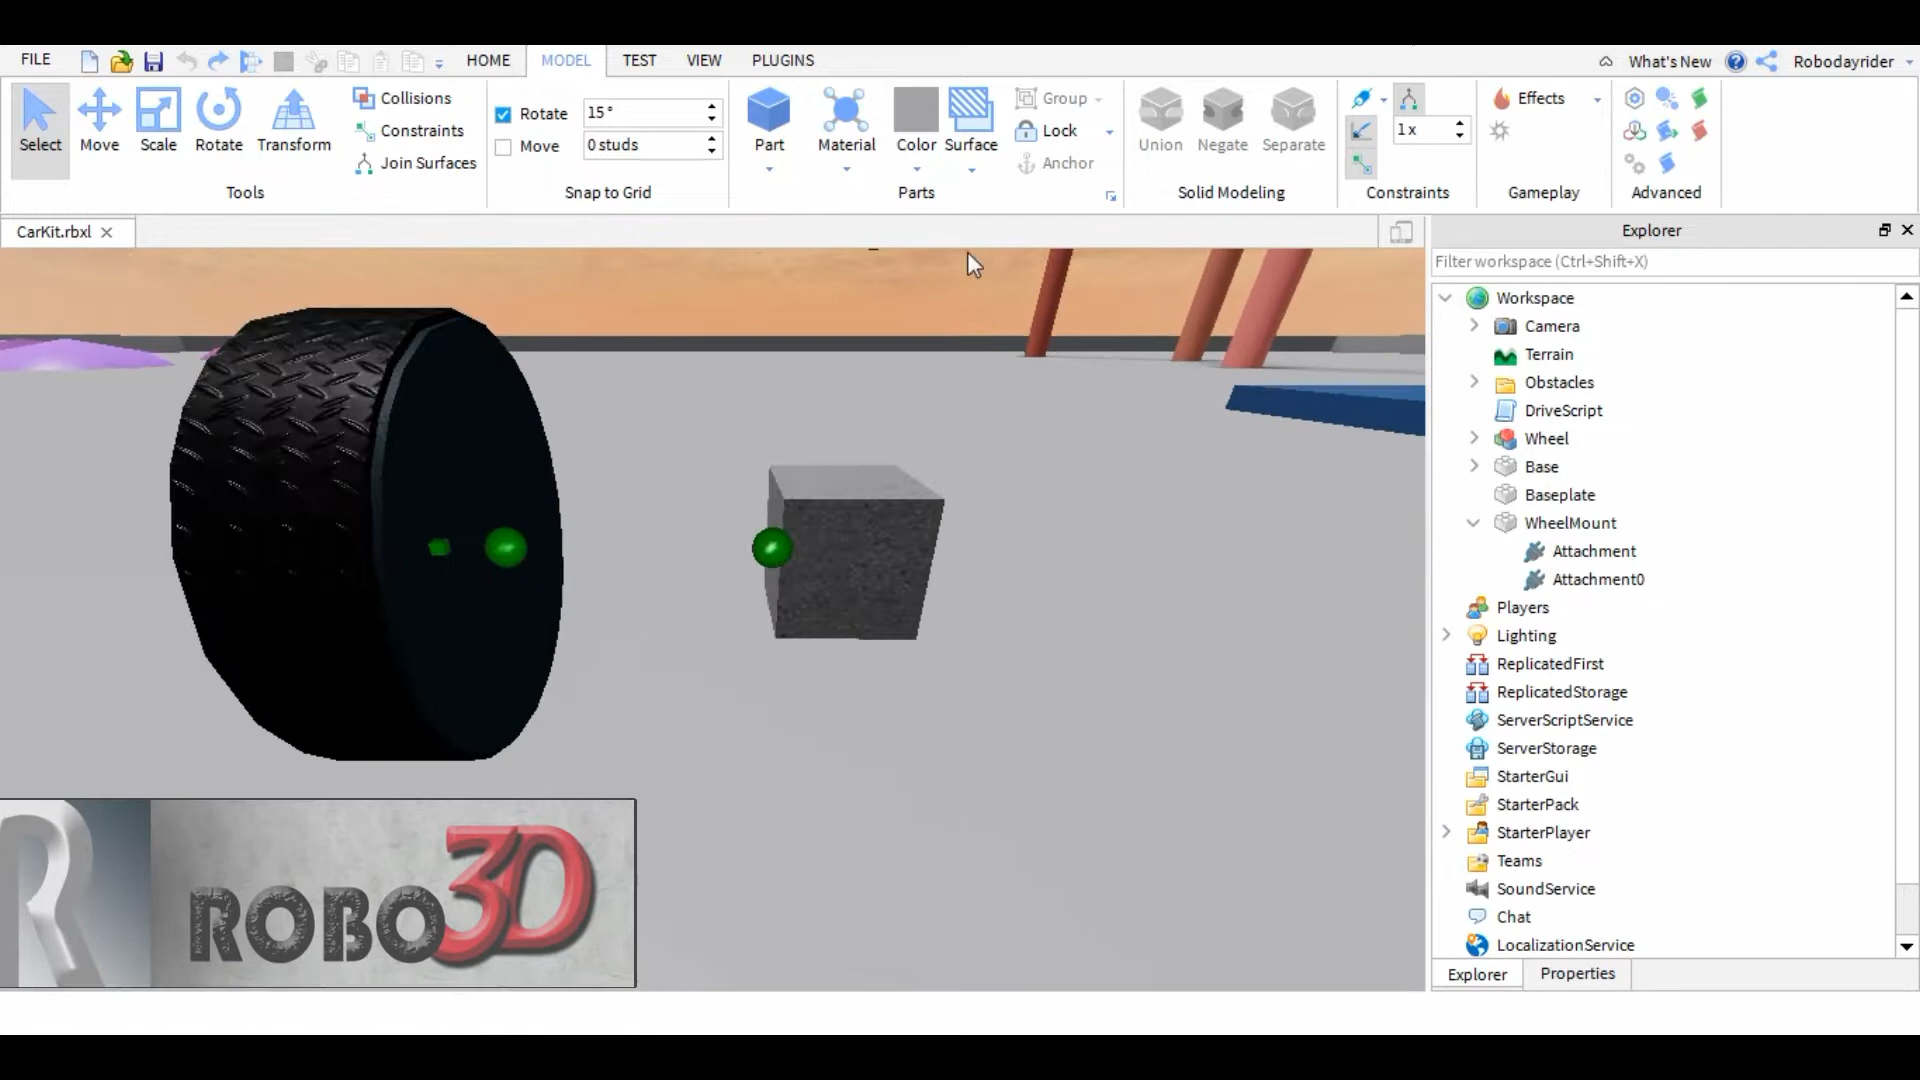 FILE HOME MODEL TEST VIEW PLUGINS What's New Robodayrider
Select Move Scale Rotate Transform
Collisions
Constraints
Join Surfaces
Tools
Rotate 15°
Move 0 studs
Snap to Grid
Part Material Color Surface
Group
Lock
Anchor
Parts
Union Negate Separate
Solid Modeling
1x
Constraints
Effects
Gameplay
Advanced
CarKit.rbxl
Explorer
Filter workspace (Ctrl+Shift+X)
Workspace
Camera
Terrain
Obstacles
DriveScript
Wheel
Base
Baseplate
WheelMount
Attachment
Attachment0
Players
Lighting
ReplicatedFirst
ReplicatedStorage
ServerScriptService
ServerStorage
StarterGui
StarterPack
StarterPlayer
Teams
SoundService
Chat
LocalizationService
Explorer Properties
R ROBO3D